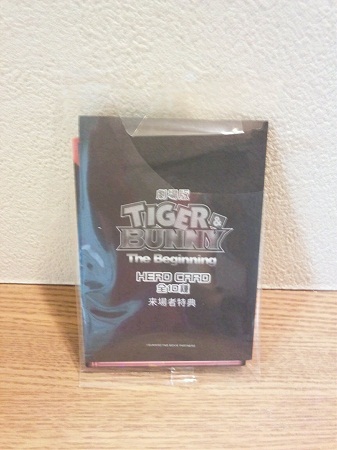 劇場版
TIGER &
BUNNY
The Beginning
HERO CARD
全10種
来場者特典